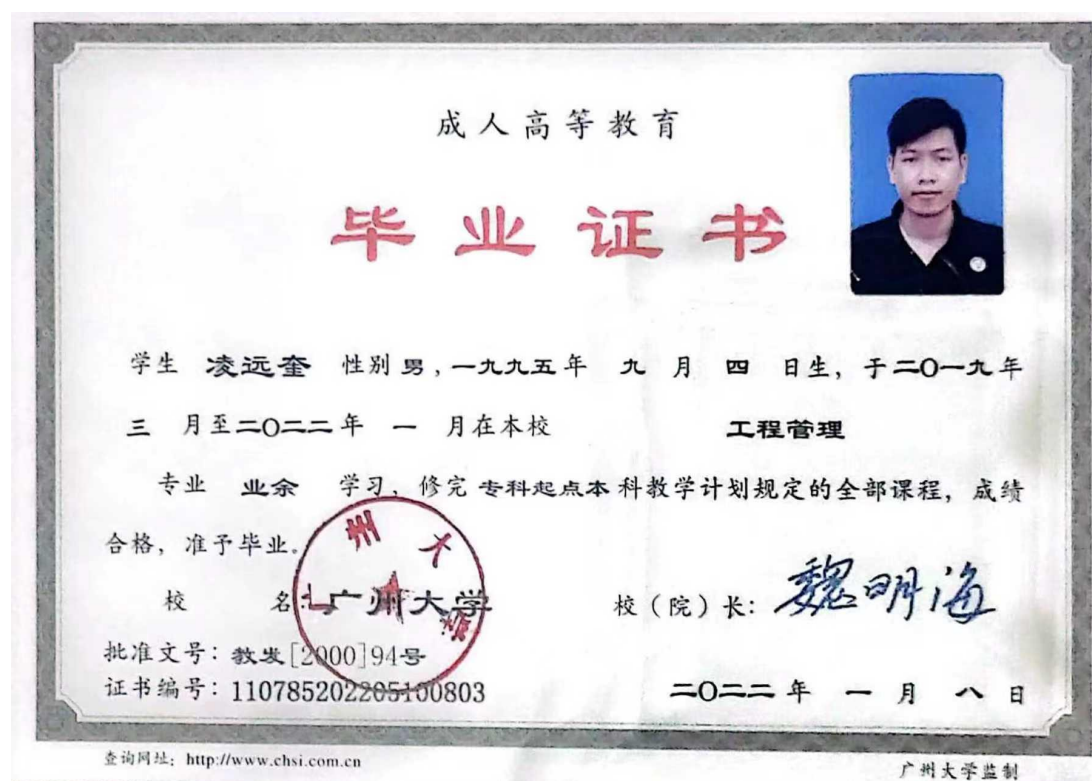 成人高等教育
毕业证书
学生 凌远奎 性别 男，一九九五年 九 月 四 日生，于二〇一九年
三 月至二〇二二年 一 月在本校 工程管理
专业 业余 学习，修完 专科起点本 科教学计划规定的全部课程，成绩
合格，准予毕业。
校 名：广州大学
校（院）长：魏明海
批准文号：教发[2000]94号
证书编号：110785202205100803
二〇二二 年 一 月 八 日
查询网址：http://www.chsi.com.cn
广州大学监制